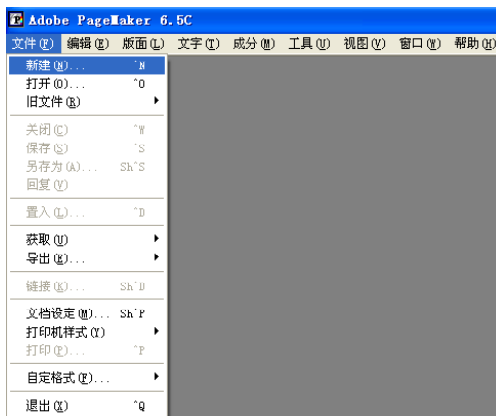 Adobe PageMaker 6.5C
文件(F) 编辑(E) 版面(L) 文字(T) 成分(M) 工具(U) 视图(V) 窗口(W) 帮助(H)
新建(N)... ^N
打开(O)... ^O
旧文件(R)
关闭(C) ^W
保存(S) ^S
另存为(A)... Sh^S
回复(V)
置入(L)... ^D
获取(U)
导出(E)...
链接(K)... Sh^D
文档设定(M)... Sh^P
打印机样式(Y)
打印(P)... ^P
自定格式(F)...
退出(X) ^Q